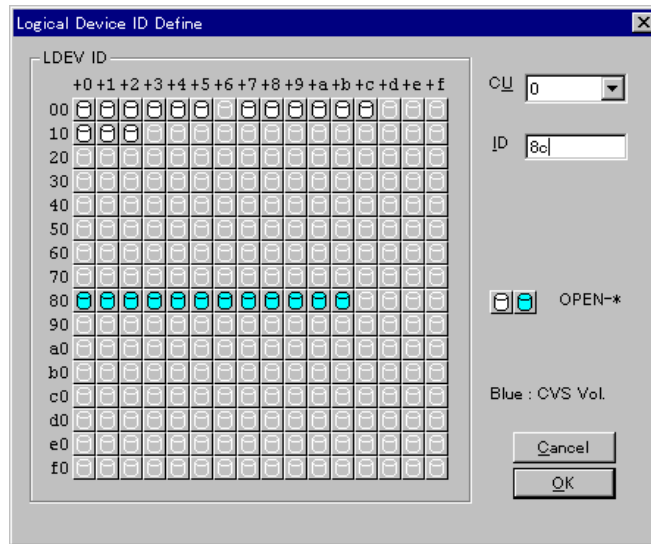 Logical Device ID Define
LDEV ID
+0 +1 +2 +3 +4 +5 +6 +7 +8 +9 +a +b +c +d +e +f
00
10
20
30
40
50
60
70
80
90
a0
b0
c0
d0
e0
f0
CU 0
ID 8c
OPEN-*
Blue : CVS Vol.
Cancel
OK